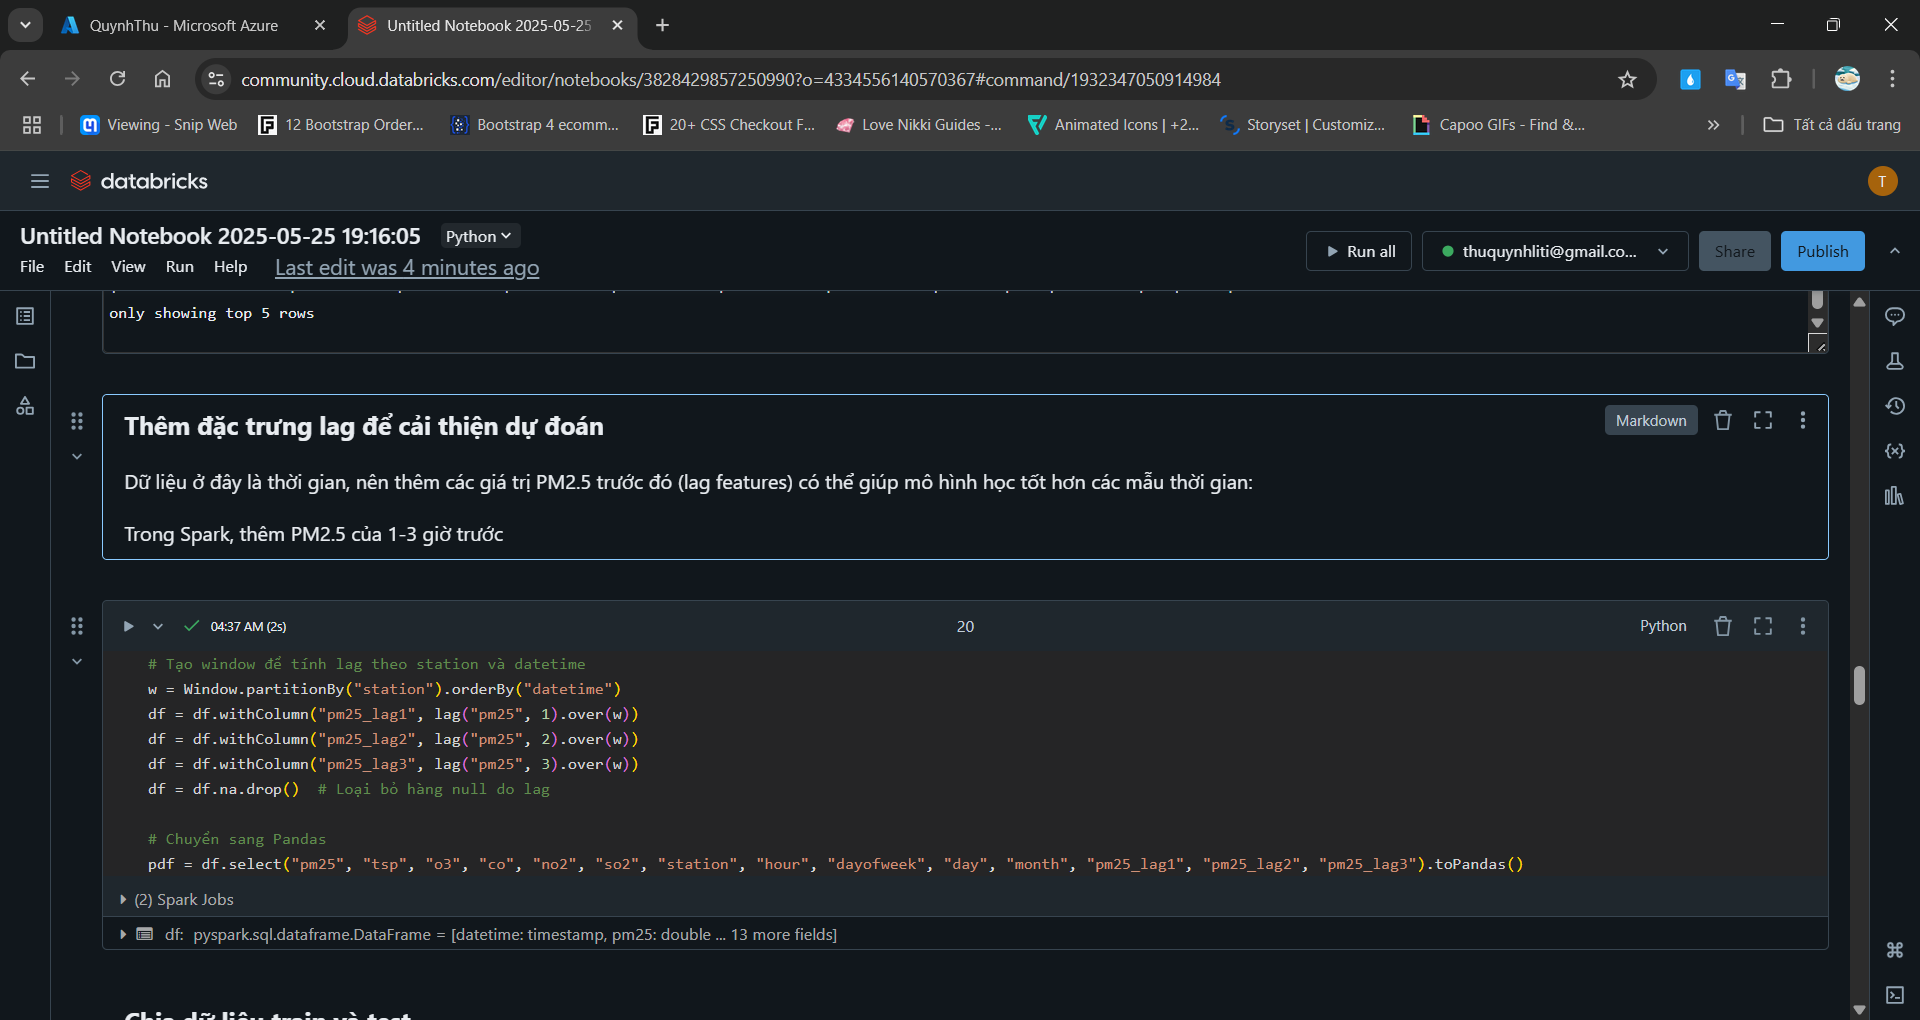 QuynhThu - Microsoft Azure
Untitled Notebook 2025-05-25
community.cloud.databricks.com/editor/notebooks/3828429857250990?o=4334556140570367#command/1932347050914984
Viewing - Snip Web
12 Bootstrap Order...
Bootstrap 4 ecomm...
20+ CSS Checkout F...
Love Nikki Guides -...
Animated Icons | +2...
Storyset | Customiz...
Capoo GIFs - Find &...
Tất cả dấu trang
databricks
T
Untitled Notebook 2025-05-25 19:16:05
Python
File Edit View Run Help Last edit was 4 minutes ago
Run all
thuquynhliti@gmail.co...
Share
Publish
only showing top 5 rows
Thêm đặc trưng lag để cải thiện dự đoán
Markdown
Dữ liệu ở đây là thời gian, nên thêm các giá trị PM2.5 trước đó (lag features) có thể giúp mô hình học tốt hơn các mẫu thời gian:
Trong Spark, thêm PM2.5 của 1-3 giờ trước
04:37 AM (2s)
20
Python
# Tạo window để tính lag theo station và datetime
w = Window.partitionBy("station").orderBy("datetime")
df = df.withColumn("pm25_lag1", lag("pm25", 1).over(w))
df = df.withColumn("pm25_lag2", lag("pm25", 2).over(w))
df = df.withColumn("pm25_lag3", lag("pm25", 3).over(w))
df = df.na.drop()  # Loại bỏ hàng null do lag
# Chuyển sang Pandas
pdf = df.select("pm25", "tsp", "o3", "co", "no2", "so2", "station", "hour", "dayofweek", "day", "month", "pm25_lag1", "pm25_lag2", "pm25_lag3").toPandas()
(2) Spark Jobs
df: pyspark.sql.dataframe.DataFrame = [datetime: timestamp, pm25: double ... 13 more fields]
Chia dữ liệu train và test